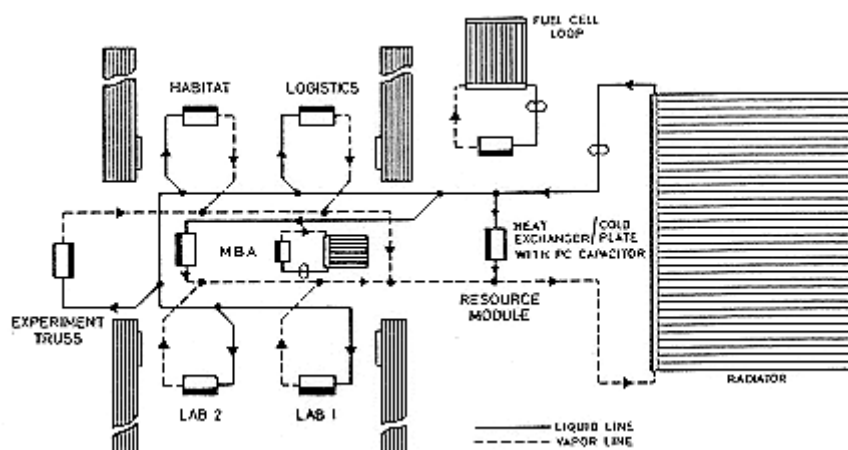 FUEL CELL
LOOP
HABITAT
LOGISTICS
MBA
HEAT
EXCHANGER/COLD
PLATE
WITH PC CAPACITOR
EXPERIMENT
TRUSS
RESOURCE
MODULE
RADIATOR
LAB 2
LAB 1
LIQUID LINE
VAPOR LINE